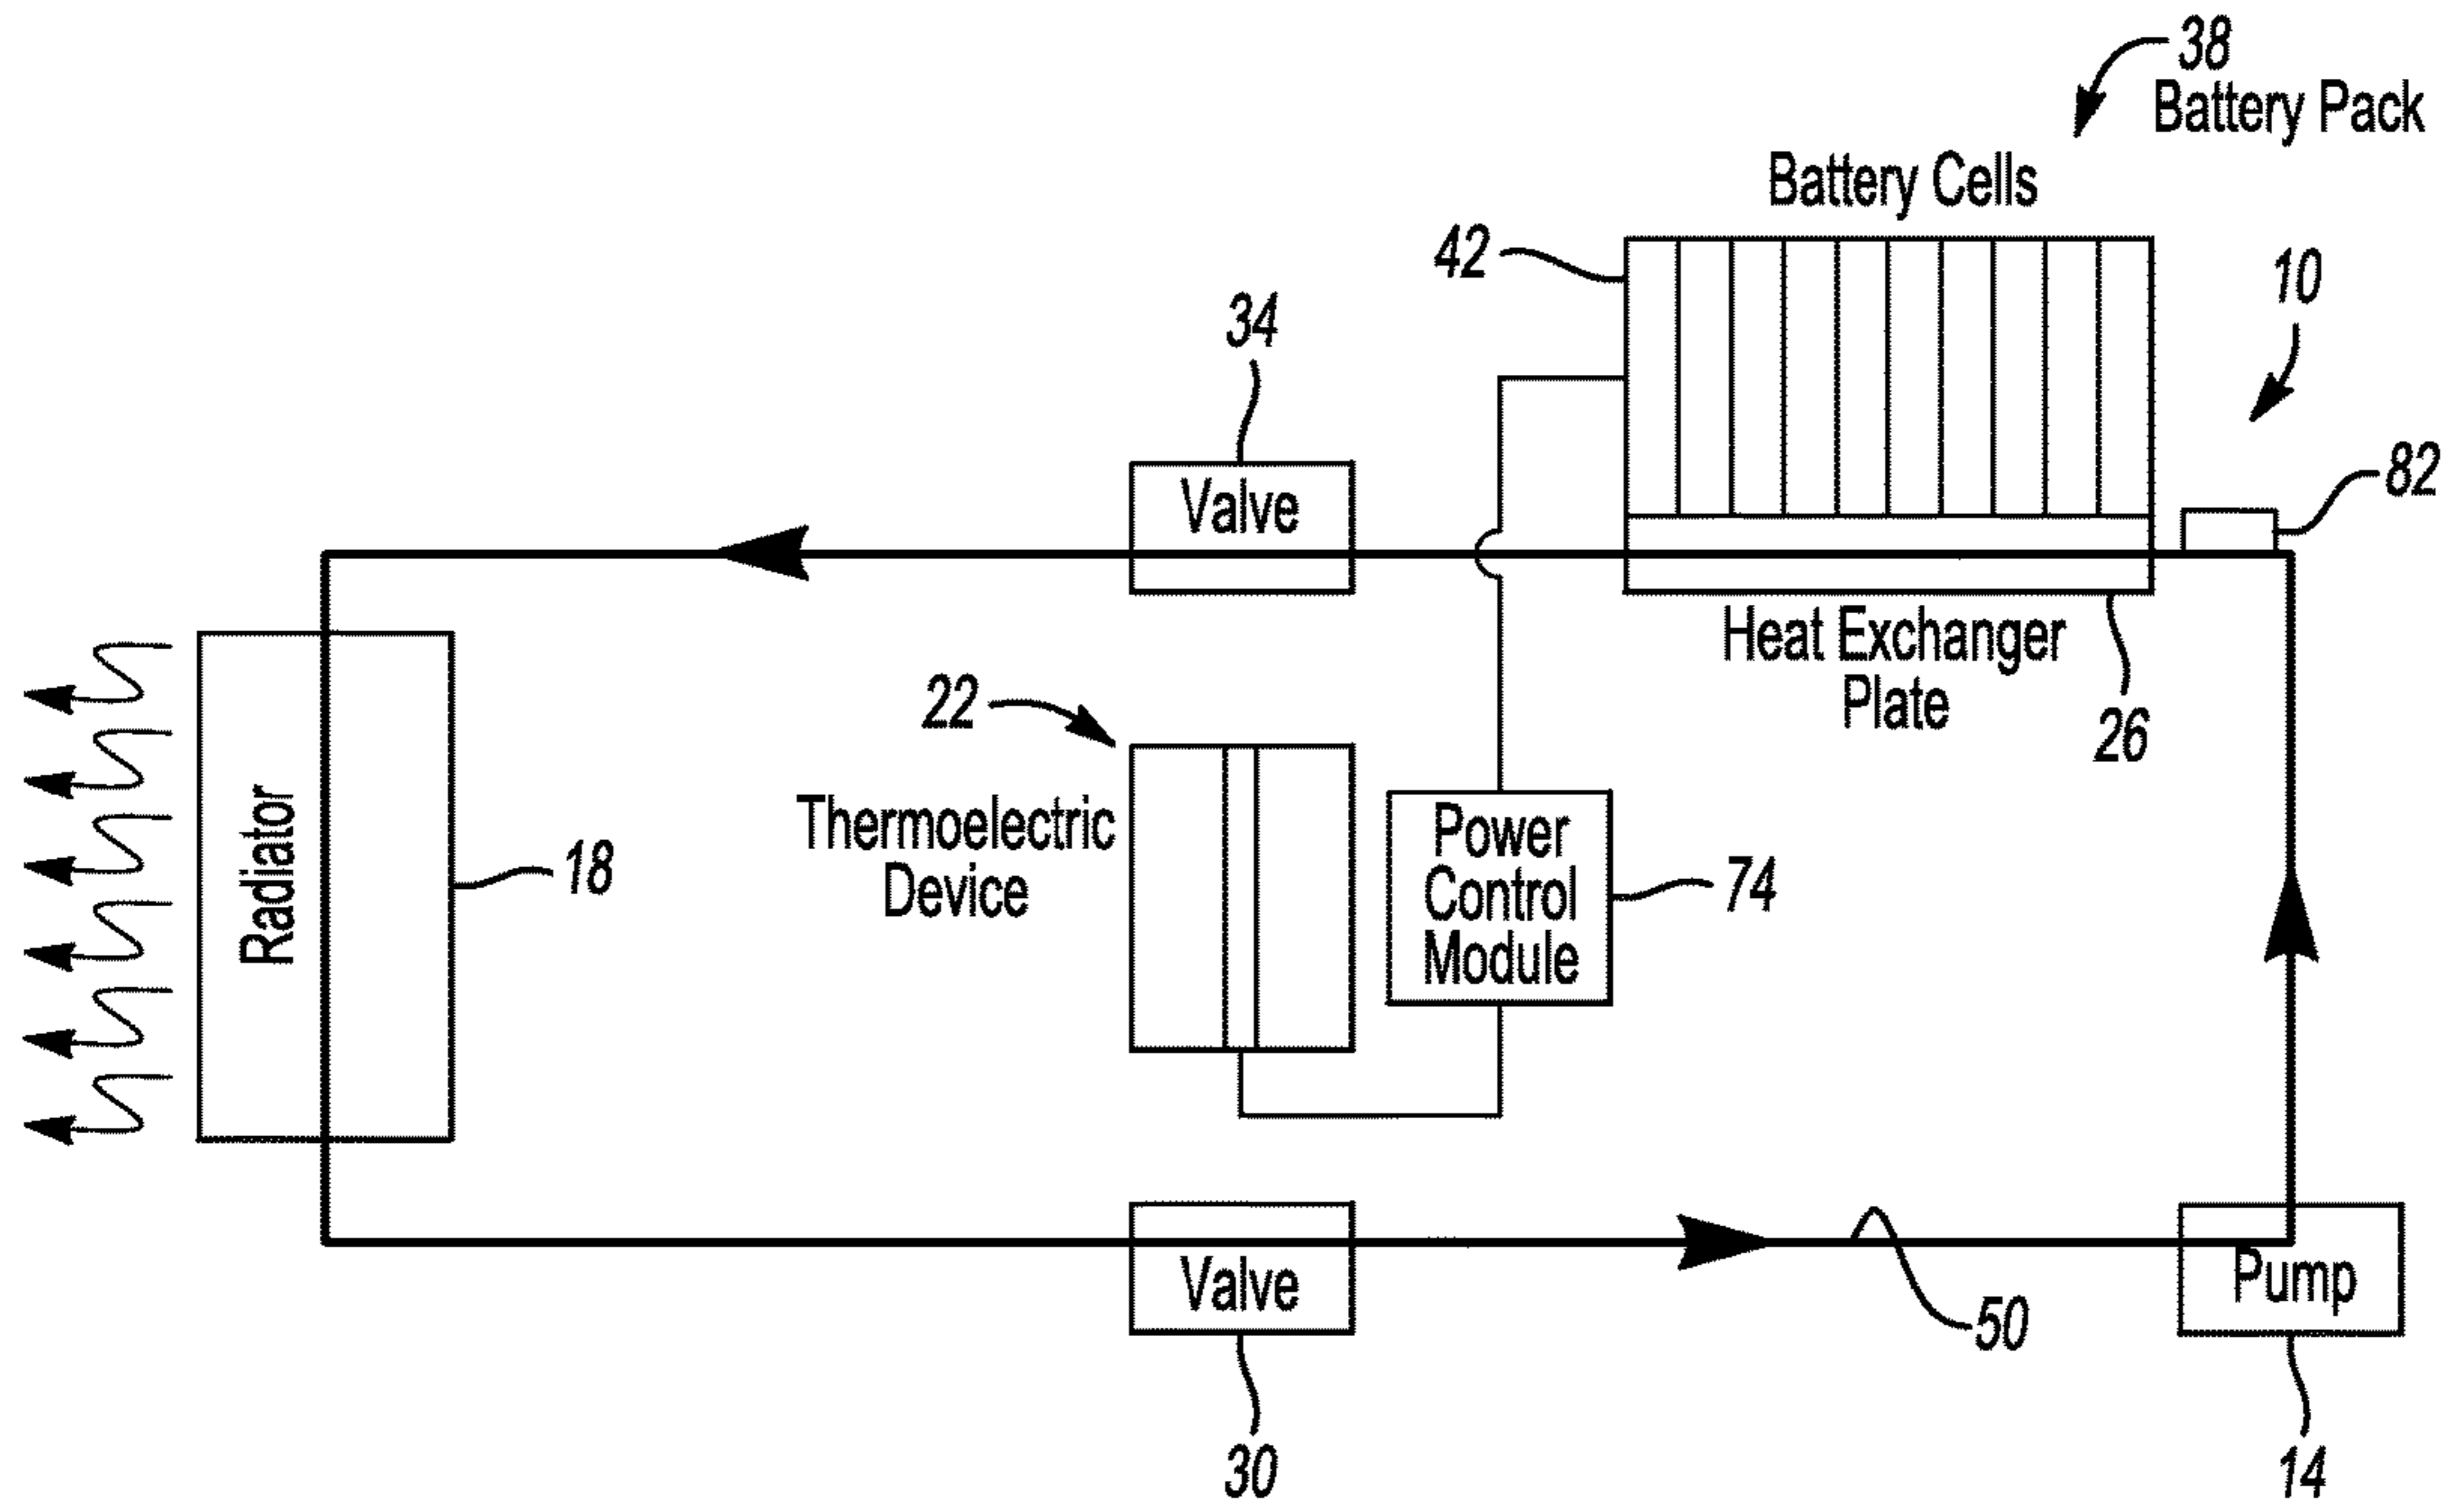 38
Battery Pack
Battery Cells
42
10
34
82
Valve
Heat Exchanger
Plate
26
22
Thermoelectric
Device
Radiator
18
Power
Control
Module
74
Valve
Pump
50
30
14